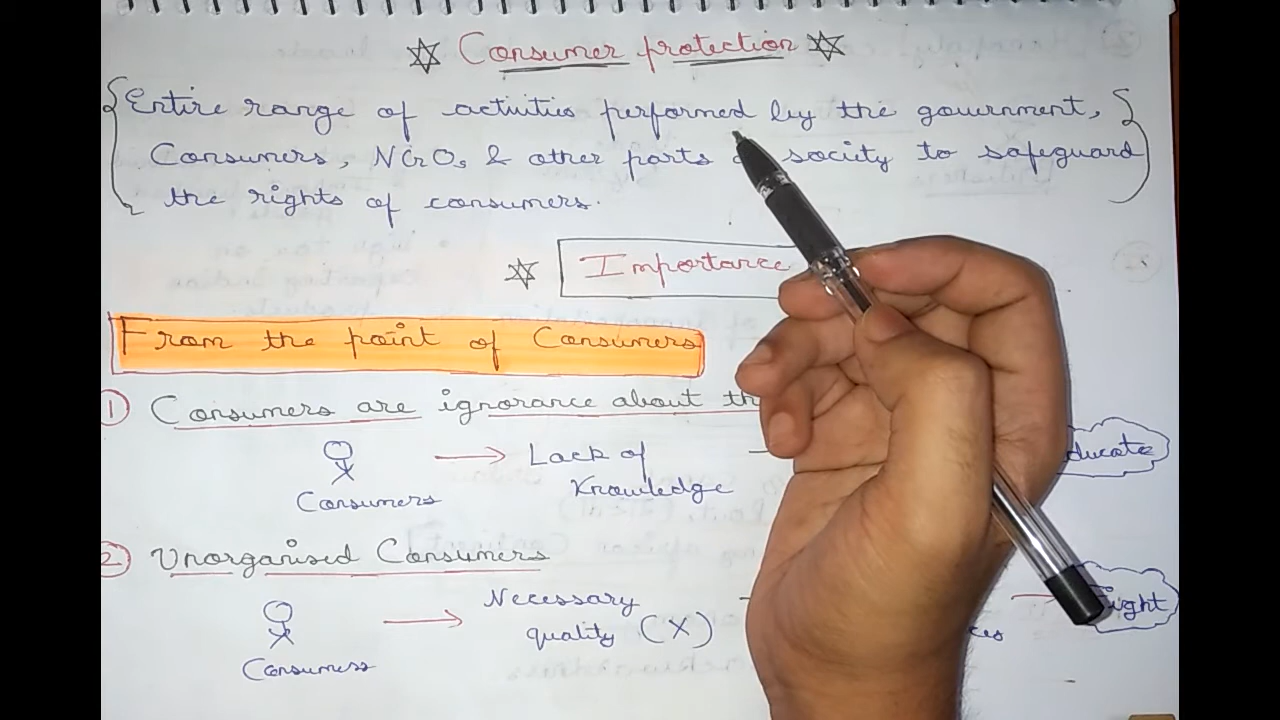 Consumer protection
Entire range of activities performed by the government,
Consumers, NGOs & other parts society to safeguard
the rights of consumers.
Importance
From the point of Consumers
1 Consumers are ignorance about
Lack of
Knowledge
Consumers
2 Unorganised Consumers
Necessary
quality (X)
Consumers